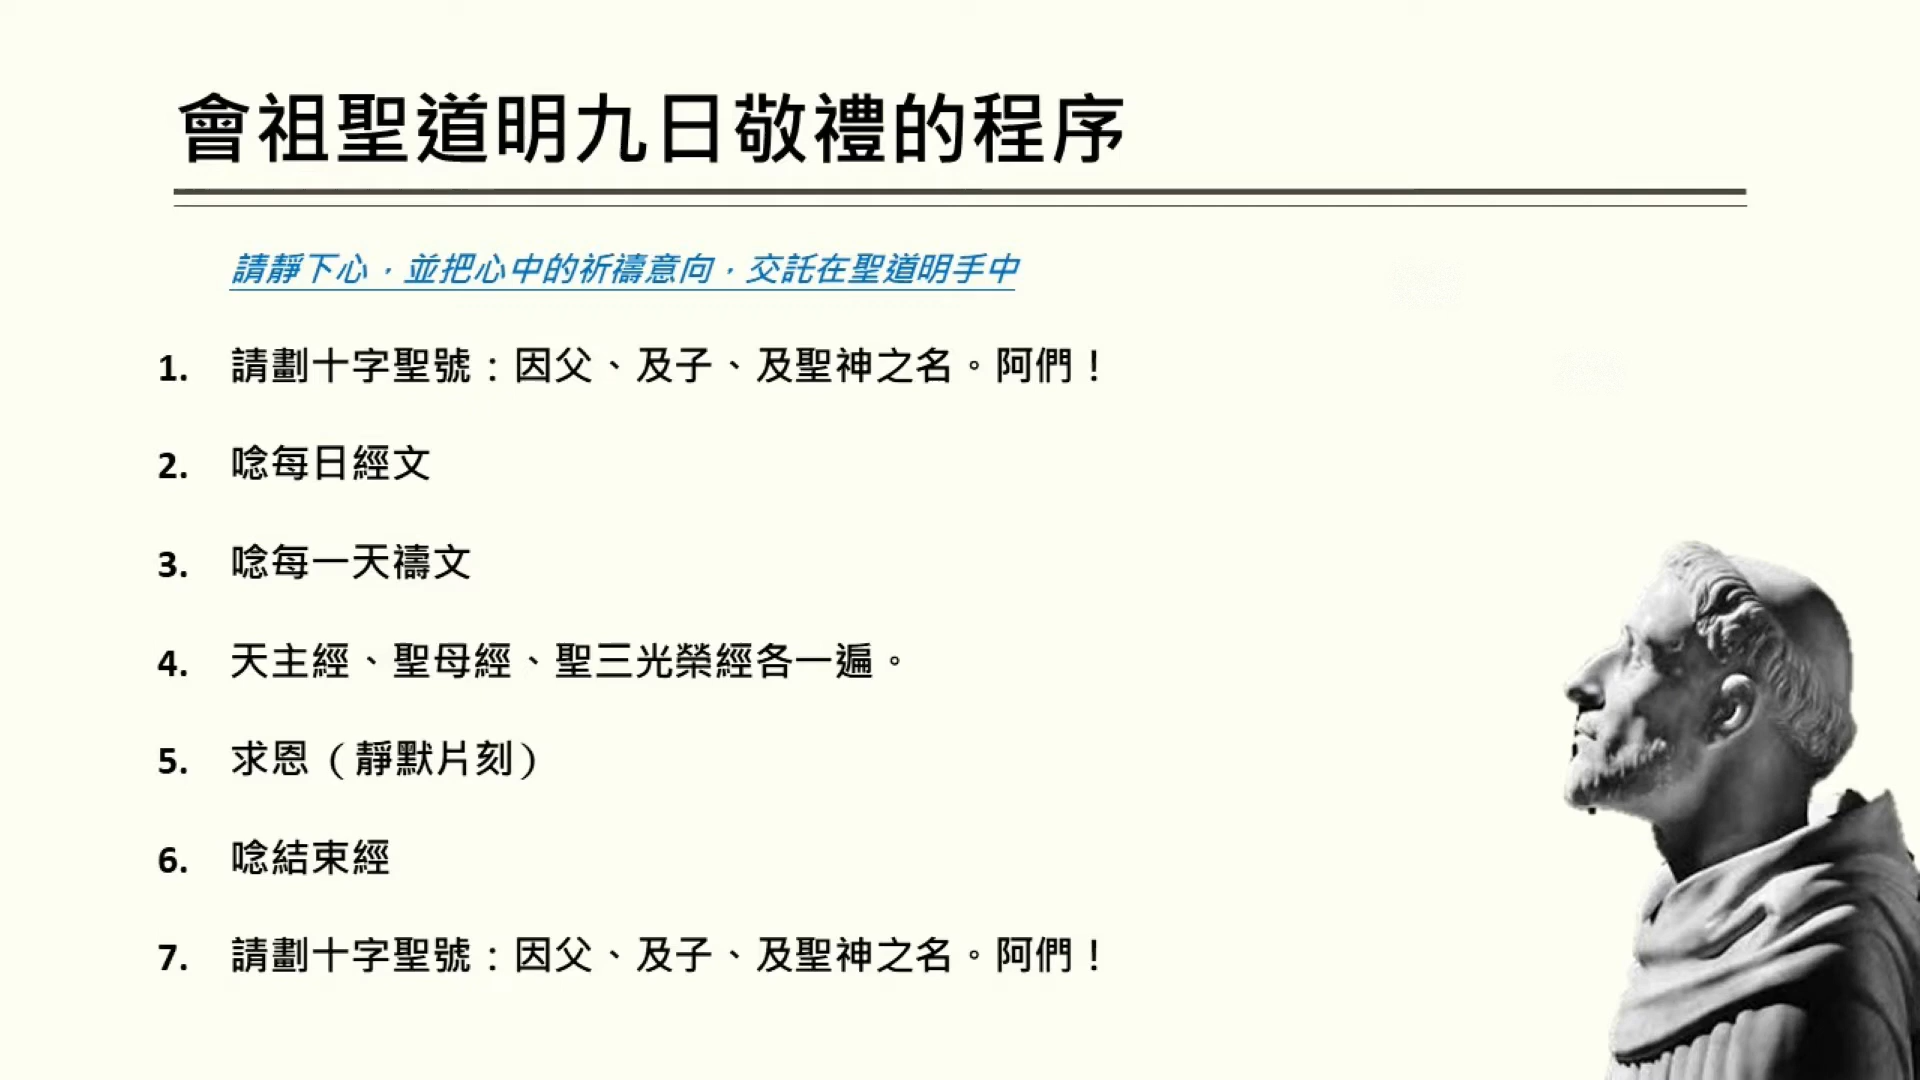 會祖聖道明九日敬禮的程序
請靜下心，並把心中的祈禱意向，交託在聖道明手中
1. 請劃十字聖號：因父、及子、及聖神之名。阿們！
2. 唸每日經文
3. 唸每一天禱文
4. 天主經、聖母經、聖三光榮經各一遍。
5. 求恩（靜默片刻）
6. 唸結束經
7. 請劃十字聖號：因父、及子、及聖神之名。阿們！